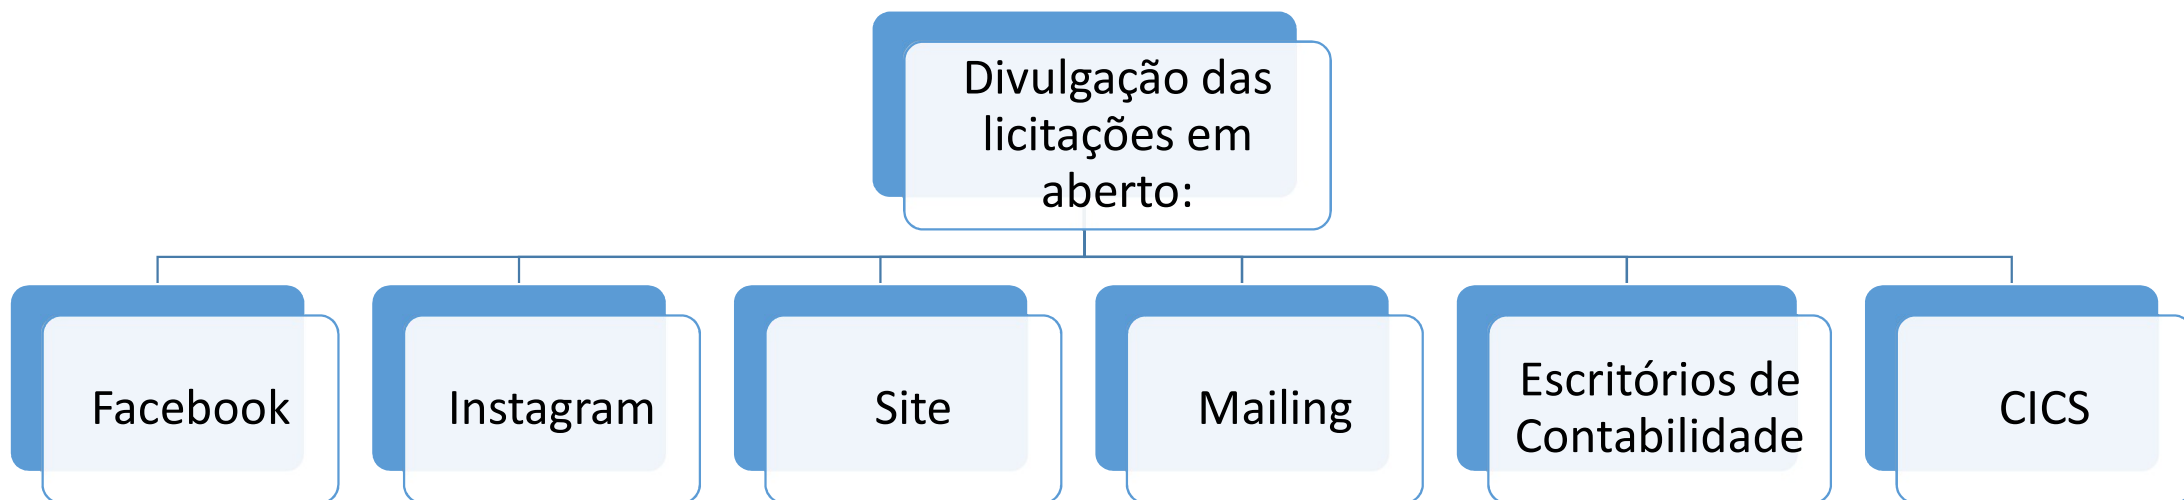 Divulgação das
licitações em
aberto:
Facebook
Instagram
Site
Mailing
Escritórios de
Contabilidade
CICS